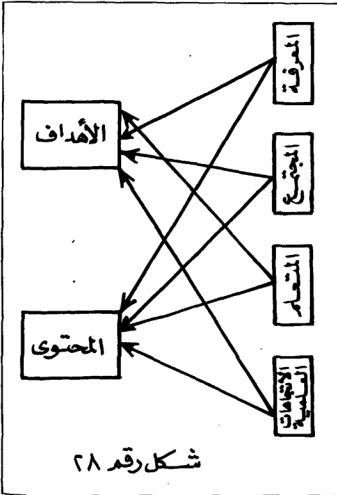 المعرفة
المجتمع
المتعلم
الاتجاهات
العلمية
الأهداف
المحتوى
شكل رقم ٢٨